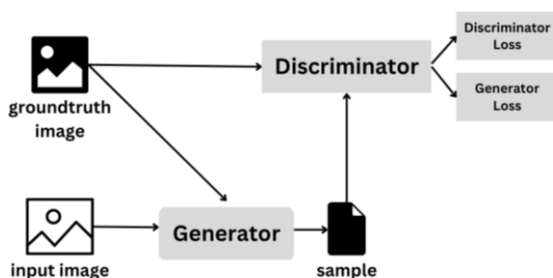 Discriminator
Loss
Discriminator
Generator
Loss
groundtruth
image
Generator
input image
sample